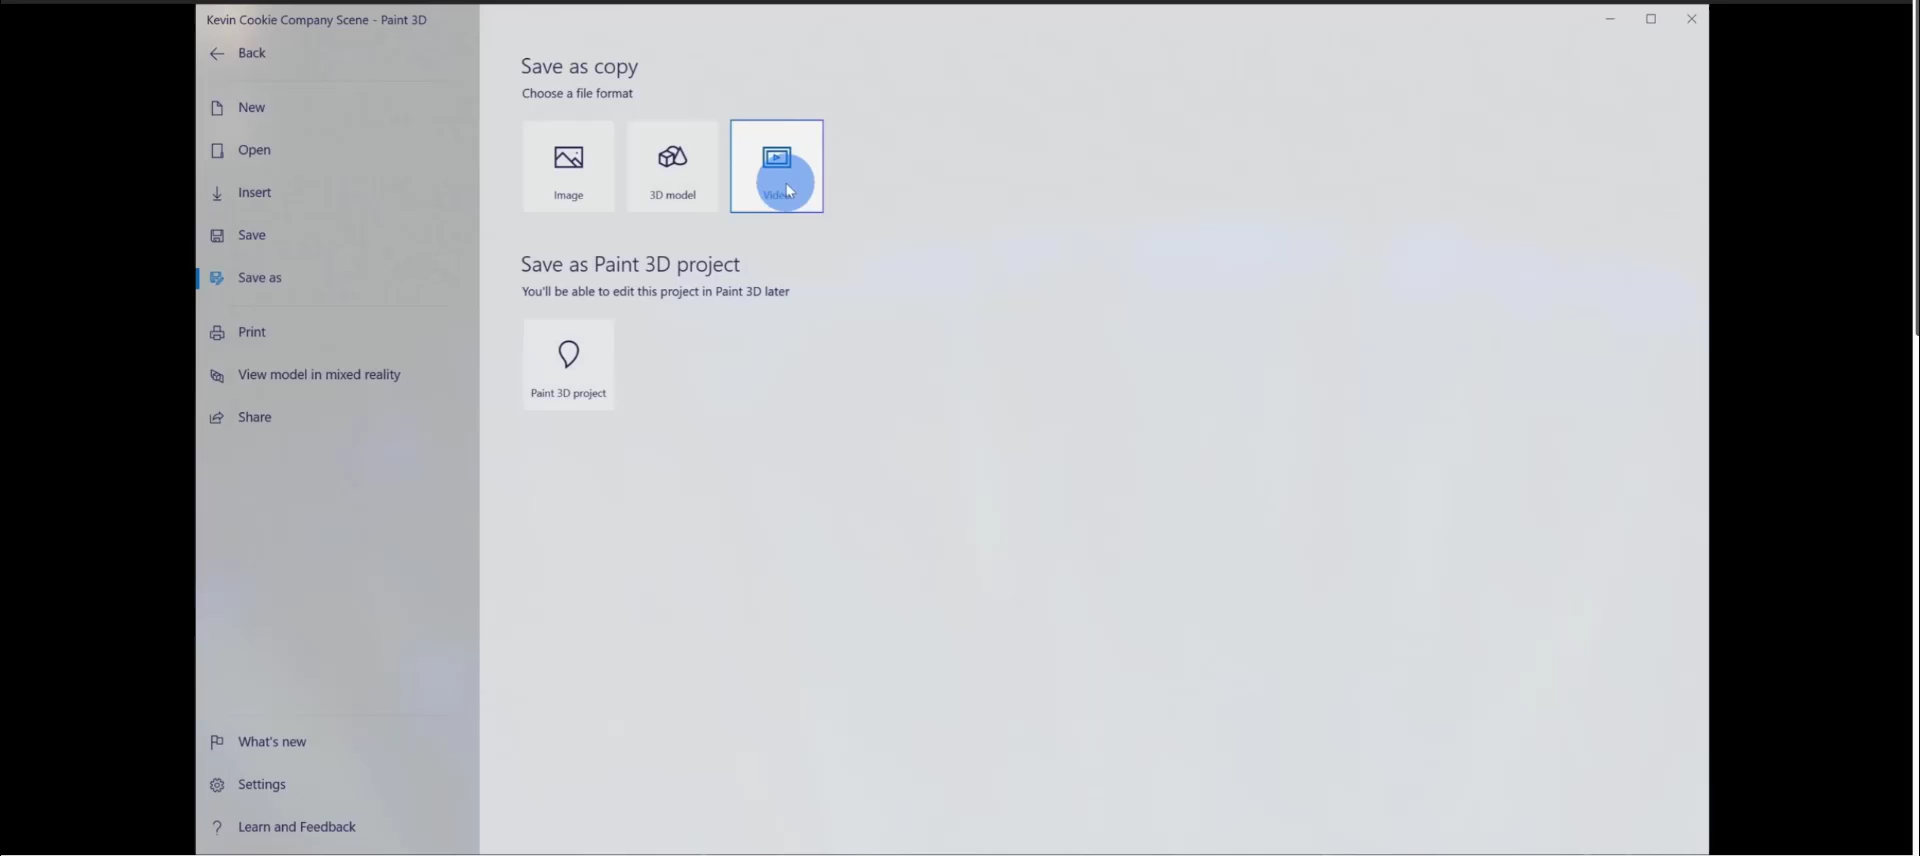 Kevin Cookie Company Scene - Paint 3D
Back
New
Open
Insert
Save
Save as
Print
View model in mixed reality
Share
What's new
Settings
Learn and Feedback
Save as copy
Choose a file format
Image
3D model
Video
Save as Paint 3D project
You'll be able to edit this project in Paint 3D later
Paint 3D project